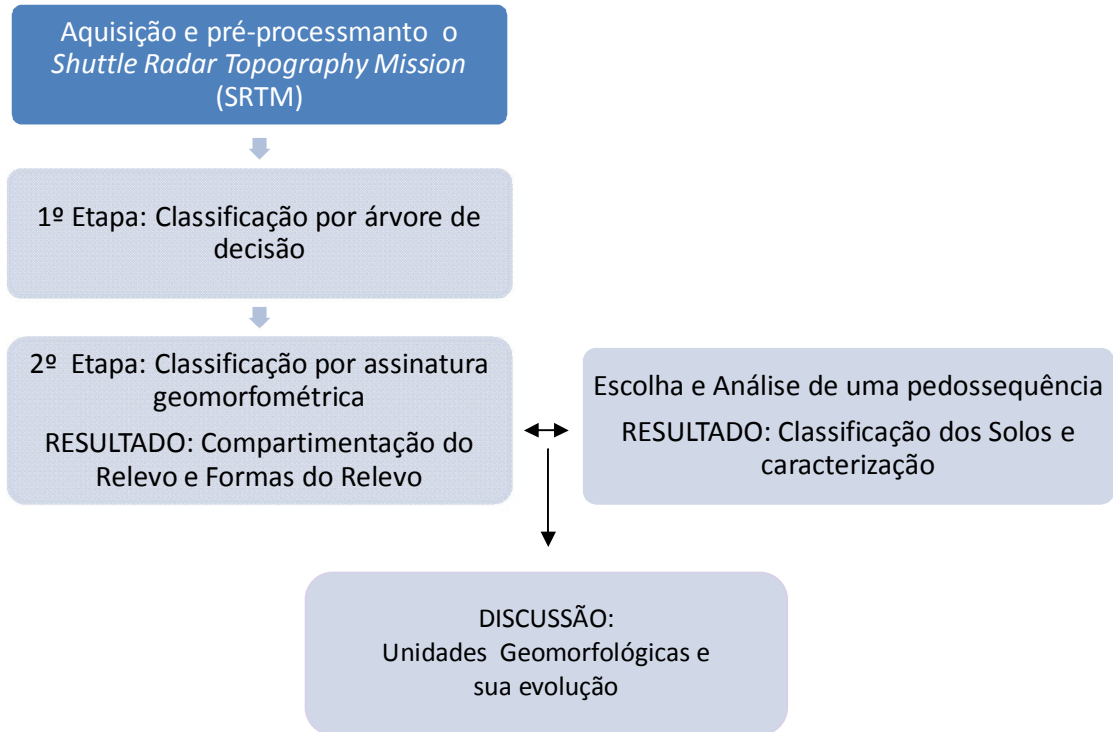 Aquisição e pré-processmanto o
Shuttle Radar Topography Mission
(SRTM)
1º Etapa: Classificação por árvore de
decisão
2º Etapa: Classificação por assinatura
geomorfométrica
RESULTADO: Compartimentação do
Relevo e Formas do Relevo
Escolha e Análise de uma pedossequência
RESULTADO: Classificação dos Solos e
caracterização
DISCUSSÃO:
Unidades Geomorfológicas e
sua evolução